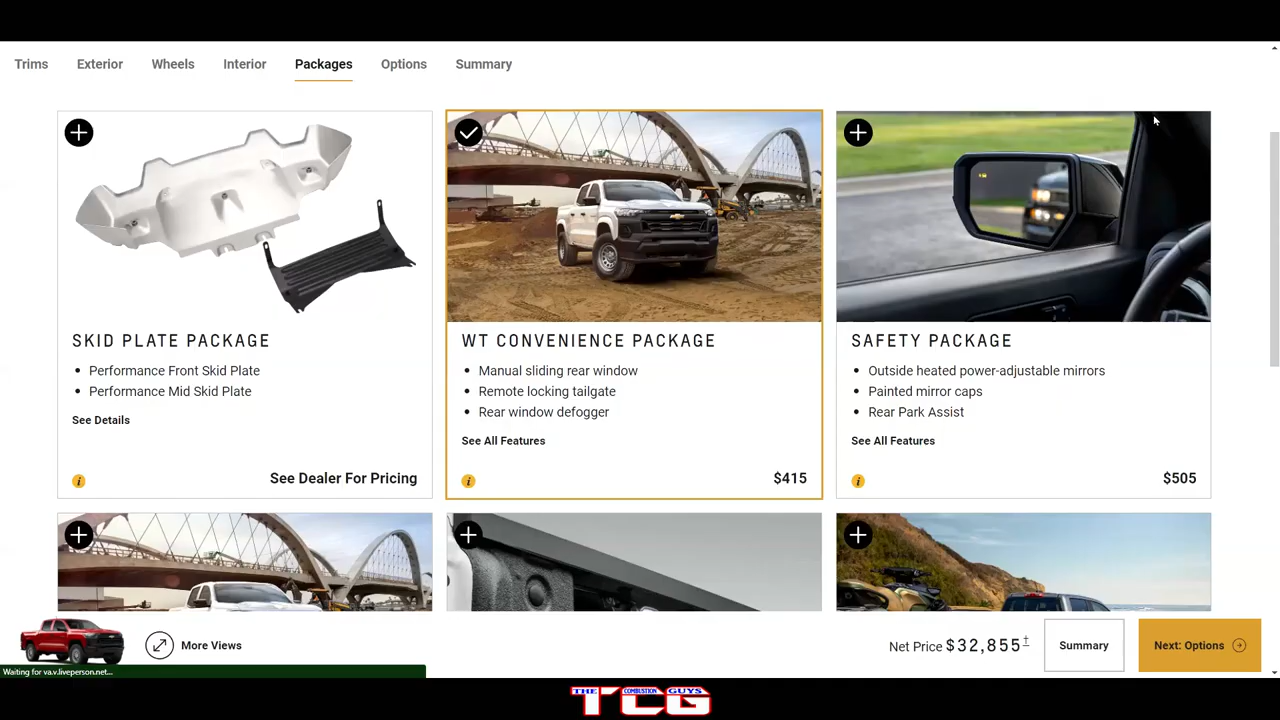 Trims Exterior Wheels Interior Packages Options Summary
SKID PLATE PACKAGE
Performance Front Skid Plate
Performance Mid Skid Plate
See Details
See Dealer For Pricing
WT CONVENIENCE PACKAGE
Manual sliding rear window
Remote locking tailgate
Rear window defogger
See All Features
$415
SAFETY PACKAGE
Outside heated power-adjustable mirrors
Painted mirror caps
Rear Park Assist
See All Features
$505
More Views
Net Price $32,855†
Summary
Next: Options
Waiting for va.v.liveperson.net...
THE COMBUSTION GUYS
TCG